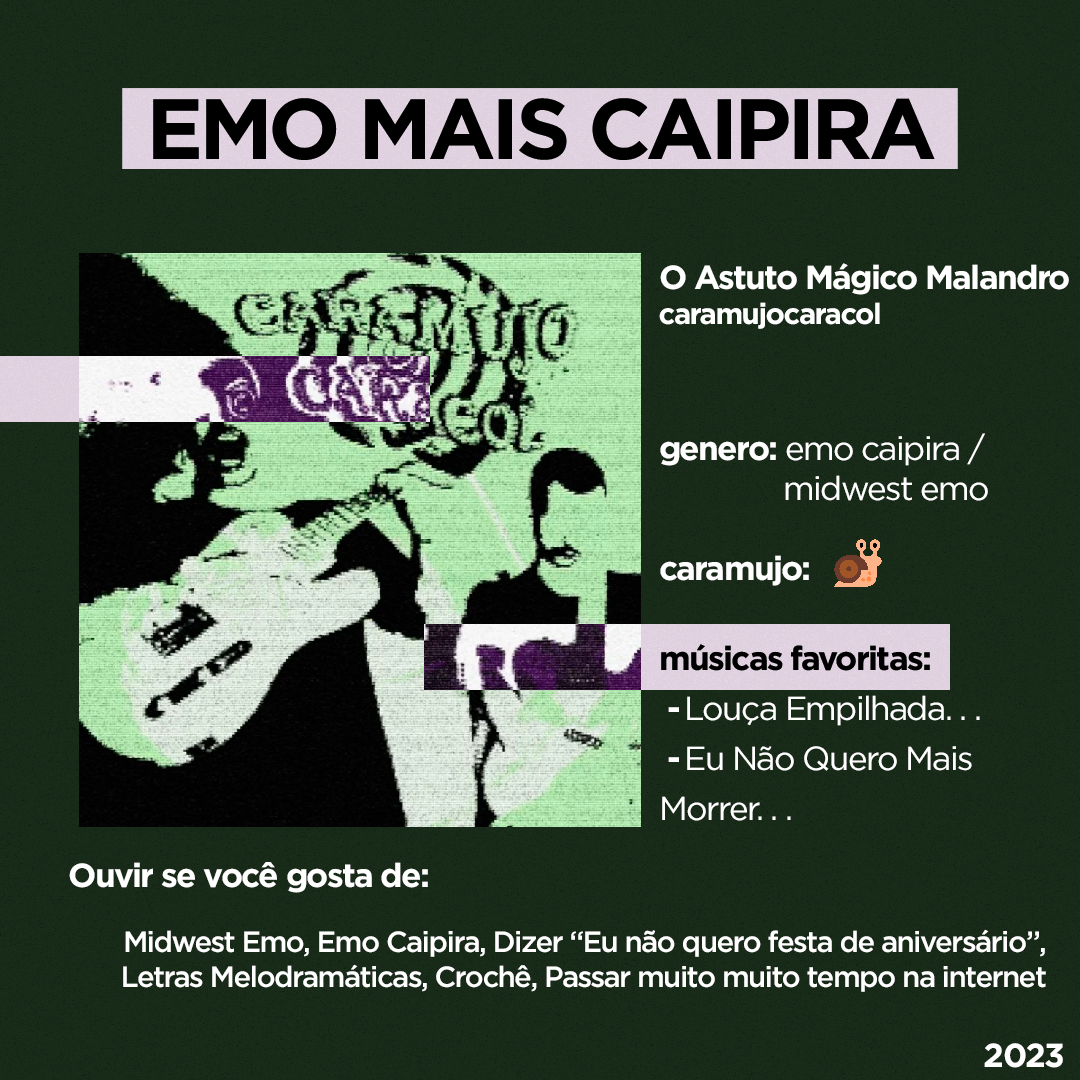 EMO MAIS CAIPIRA
CARAMUJO
CARACOL
O Astuto Mágico Malandro
caramujocaracol
genero: emo caipira /
midwest emo
caramujo:
músicas favoritas:
-Louça Empilhada. . .
-Eu Não Quero Mais
Morrer. . .
Ouvir se você gosta de:
Midwest Emo, Emo Caipira, Dizer “Eu não quero festa de aniversário”,
Letras Melodramáticas, Crochê, Passar muito muito tempo na internet
2023